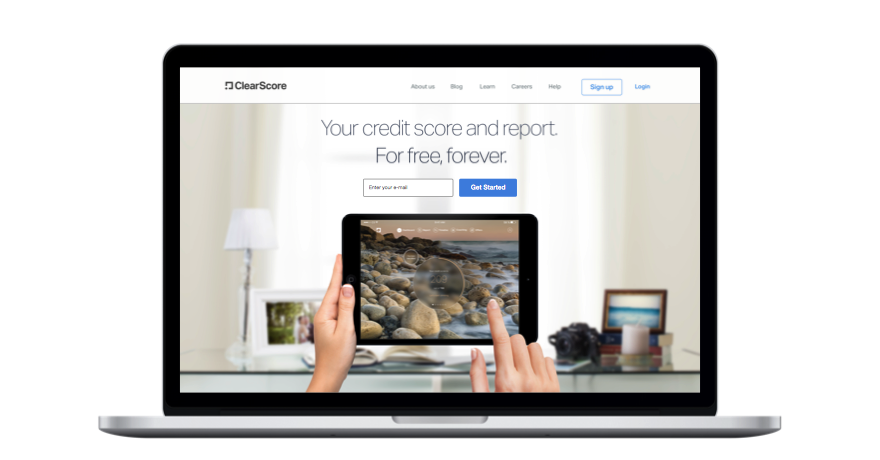 ClearScore
About us
Blog
Learn
Careers
Help
Sign up
Login
Your credit score and report.
For free, forever.
Enter your e-mail
Get Started